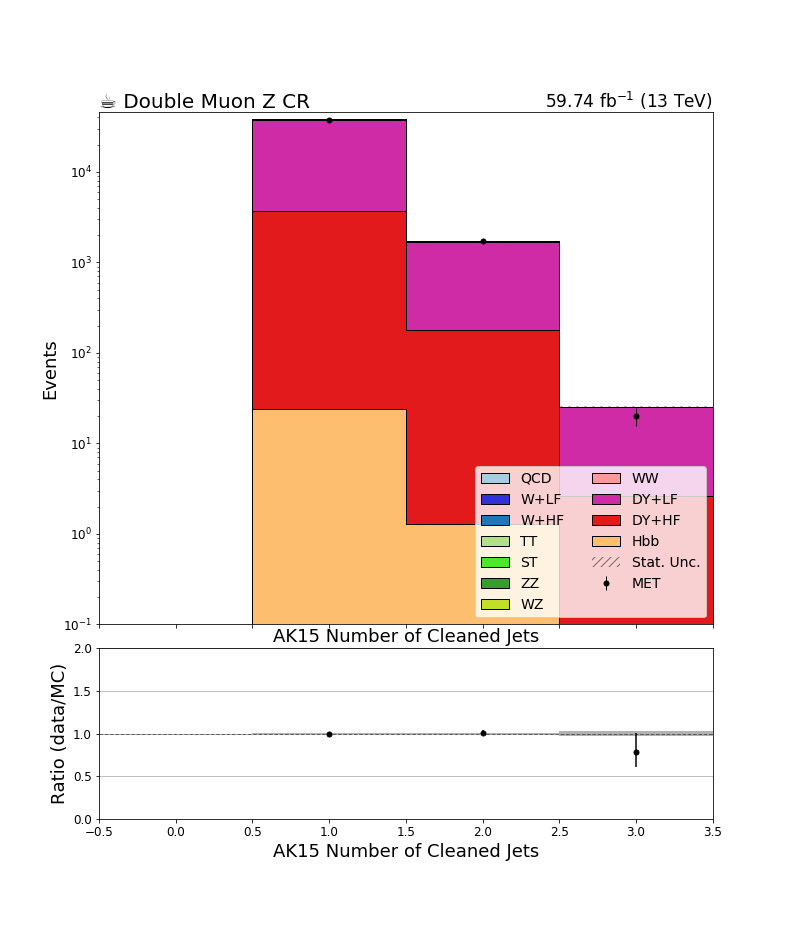 ☕ Double Muon Z CR
59.74 fb⁻¹ (13 TeV)
Events
10⁴
10³
10²
10¹
10⁰
10⁻¹
QCD WW
W+LF DY+LF
W+HF DY+HF
TT Hbb
ST Stat. Unc.
ZZ MET
WZ
AK15 Number of Cleaned Jets
Ratio (data/MC)
2.0
1.5
1.0
0.5
0.0
−0.5 0.0 0.5 1.0 1.5 2.0 2.5 3.0 3.5
AK15 Number of Cleaned Jets